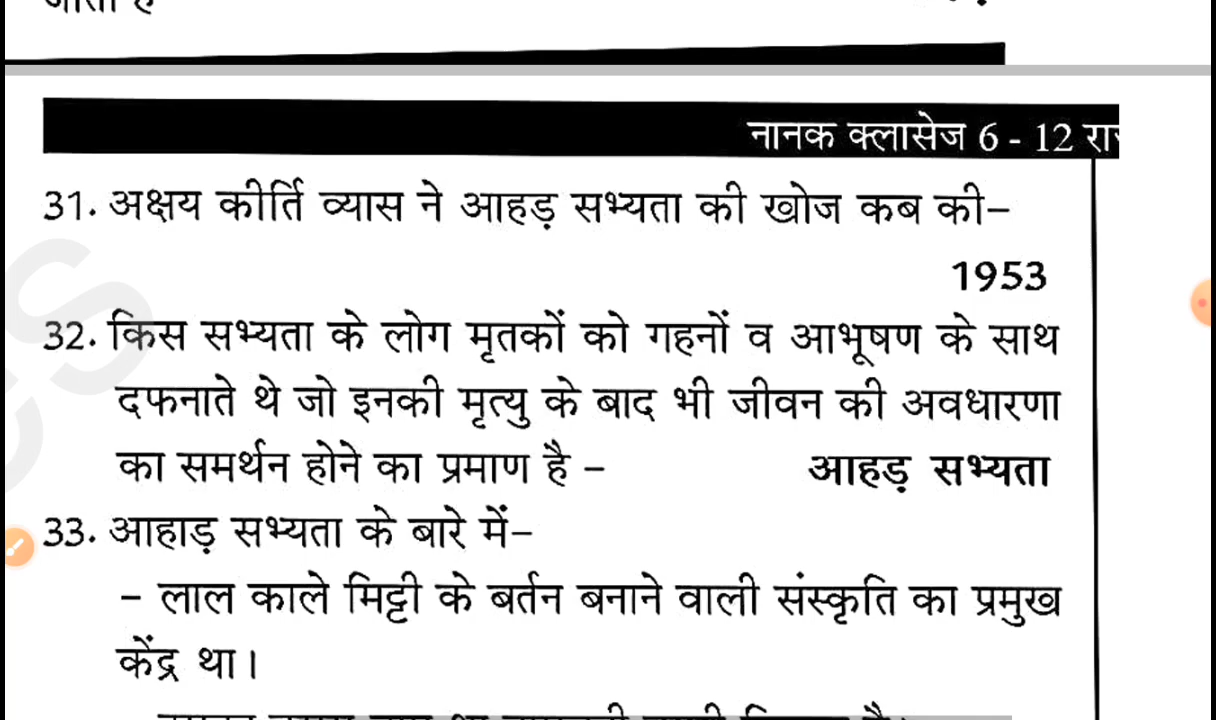 नानक क्लासेज 6 - 12
31. अक्षय कीर्ति व्यास ने आहड़ सभ्यता की खोज कब की–
1953
32. किस सभ्यता के लोग मृतकों को गहनों व आभूषण के साथ
दफनाते थे जो इनकी मृत्यु के बाद भी जीवन की अवधारणा
का समर्थन होने का प्रमाण है – आहड़ सभ्यता
33. आहाड़ सभ्यता के बारे में–
– लाल काले मिट्टी के बर्तन बनाने वाली संस्कृति का प्रमुख
केंद्र था।